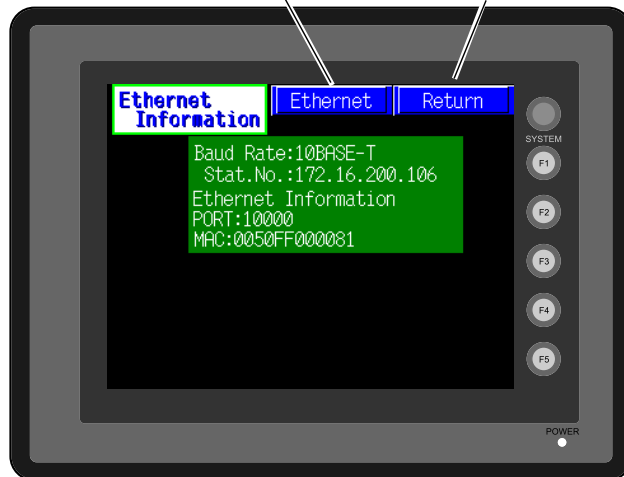 Ethernet
Information
Ethernet
Return
Baud Rate:10BASE-T
Stat.No.:172.16.200.106
Ethernet Information
PORT:10000
MAC:0050FF000081
SYSTEM
F1
F2
F3
F4
F5
POWER